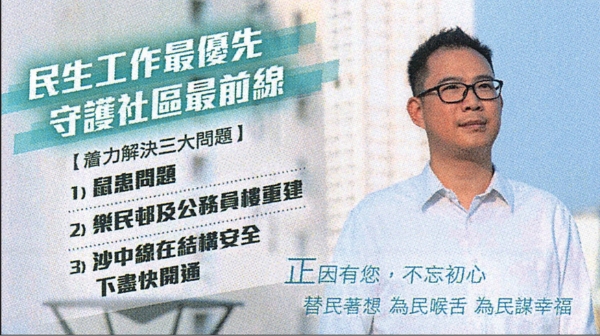 民生工作最優先
守護社區最前線
【着力解決三大問題】
1) 鼠患問題
2) 樂民邨及公務員樓重建
3) 沙中線在結構安全
下盡快開通
正因有您，不忘初心
替民著想 為民喉舌 為民謀幸福